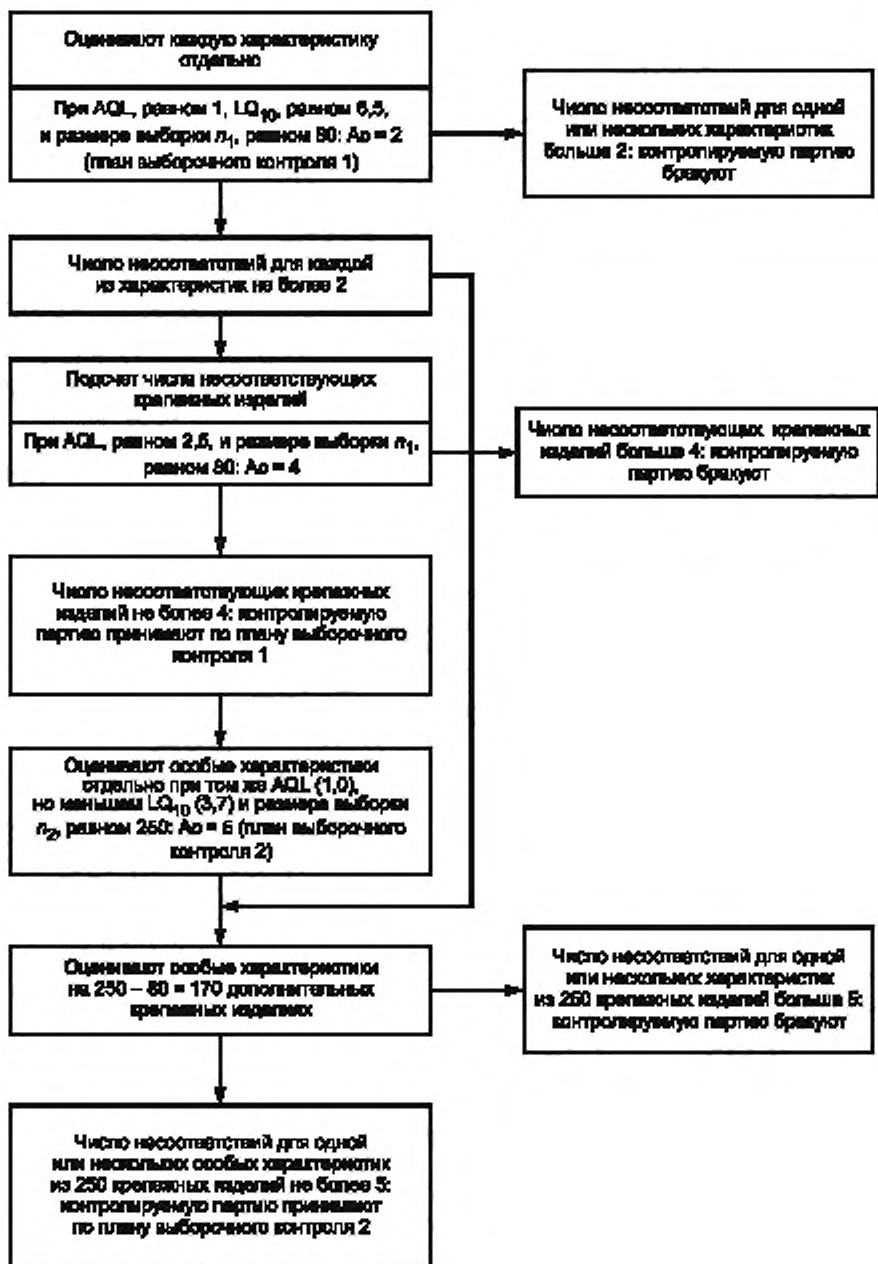 Оценивают каждую характеристику
отдельно
При AQL, равном 1, LQ10, равном 6,5,
и размере выборки n1, равном 80: Ac = 2
(план выборочного контроля 1)
Число несоответствий для одной
или нескольких характеристик
больше 2: контролируемую партию
бракуют
Число несоответствий для каждой
из характеристик не более 2
Подсчет числа несоответствующих
крепежных изделий
При AQL, равном 2,5, и размере выборки n1,
равном 80: Ac = 4
Число несоответствующих крепежных
изделий больше 4: контролируемую
партию бракуют
Число несоответствующих крепежных
изделий не более 4: контролируемую
партию принимают по плану выборочного
контроля 1
Оценивают особые характеристики
отдельно при том же AQL (1,0),
но меньшем LQ10 (3,7) и размере выборки
n2, равном 250: Ac = 5 (план выборочного
контроля 2)
Оценивают особые характеристики
на 250 – 80 = 170 дополнительных
крепежных изделиях
Число несоответствий для одной
или нескольких характеристик
из 250 крепежных изделий больше 5:
контролируемую партию бракуют
Число несоответствий для одной
или нескольких особых характеристик
из 250 крепежных изделий не более 5:
контролируемую партию принимают
по плану выборочного контроля 2